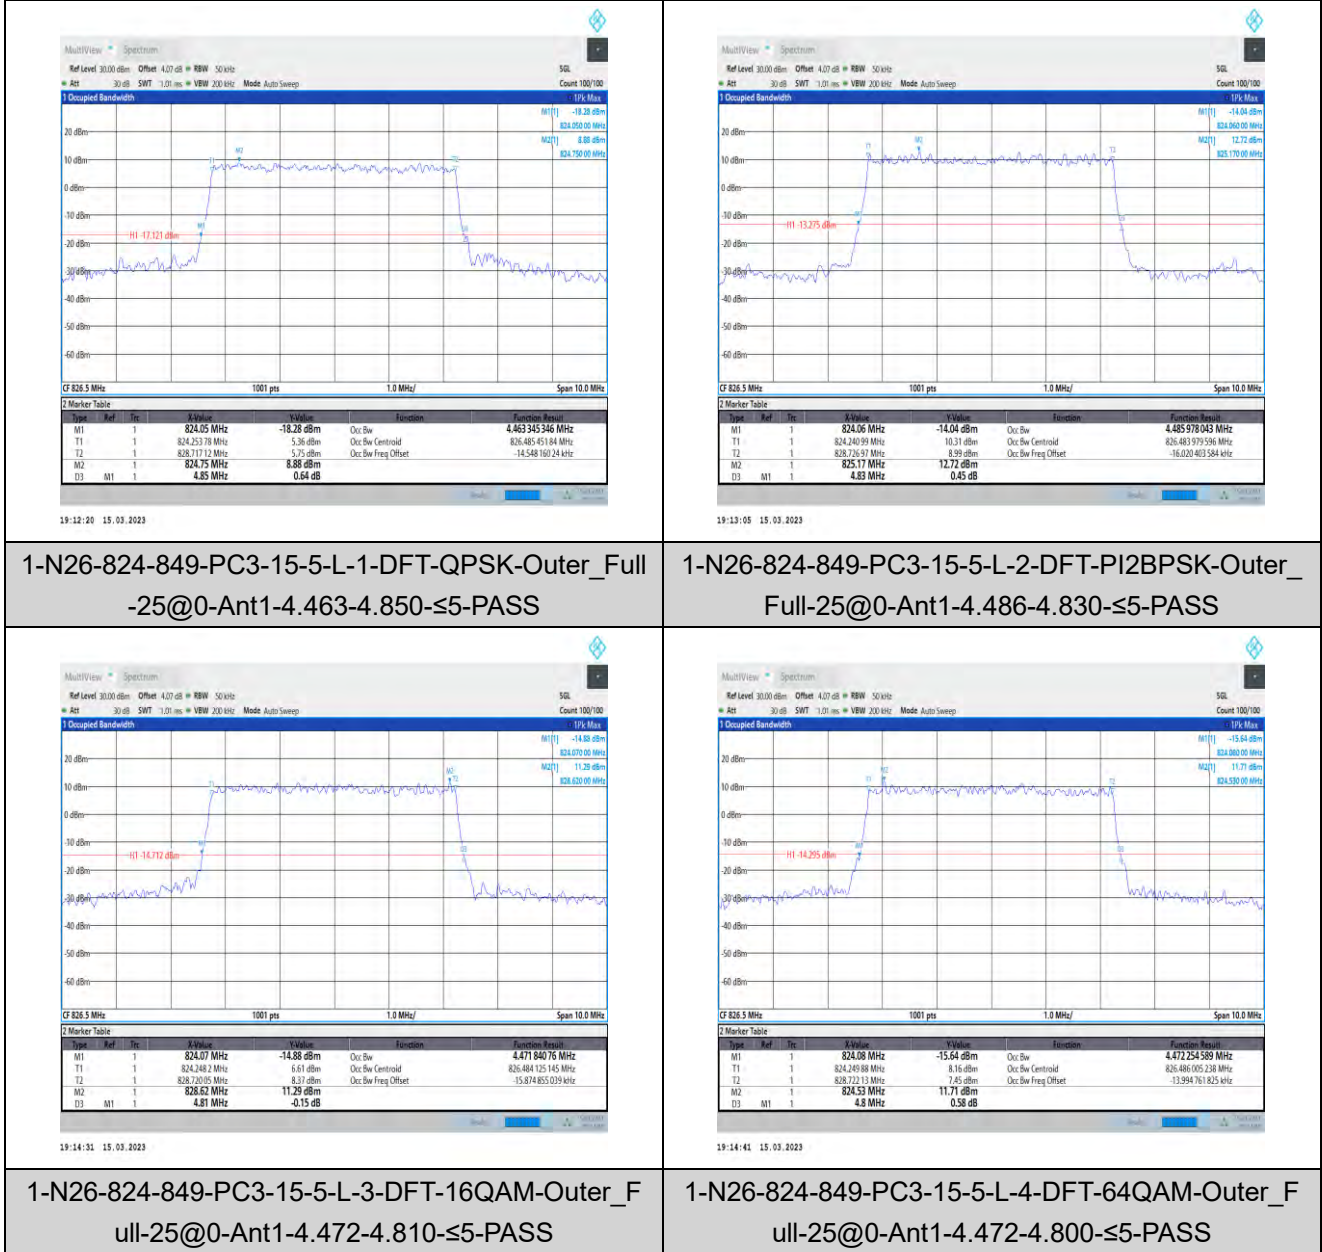 MultiView Spectrum
Ref Level 30.00 dBm Offset 4.07 dB RBW 50 kHz SGL
Att 30 dB SWT 1.01 ms VBW 200 kHz Mode Auto Sweep Count 100/100
1 Occupied Bandwidth 1Pk Max
M1[1] -18.28 dBm
824.050 00 MHz
M2[1] 8.88 dBm
824.750 00 MHz
20 dBm
10 dBm
0 dBm
-10 dBm
H1 -17.121 dBm
-20 dBm
-30 dBm
-40 dBm
-50 dBm
-60 dBm
M2
T1
M1
CF 826.5 MHz 1001 pts 1.0 MHz/ Span 10.0 MHz
2 Marker Table
Type Ref Trc X-Value Y-Value Function Function Result
M1 1 824.05 MHz -18.28 dBm Occ Bw 4.463 345 346 MHz
T1 1 824.253 78 MHz 5.36 dBm Occ Bw Centroid 826.485 451 84 MHz
T2 1 828.717 12 MHz 5.75 dBm Occ Bw Freq Offset -14.548 160 24 kHz
M2 1 824.75 MHz 8.88 dBm
D3 M1 1 4.85 MHz 0.64 dB
19:12:20 15.03.2023
1-N26-824-849-PC3-15-5-L-1-DFT-QPSK-Outer_Full
-25@0-Ant1-4.463-4.850-≤5-PASS
MultiView Spectrum
Ref Level 30.00 dBm Offset 4.07 dB RBW 50 kHz SGL
Att 30 dB SWT 1.01 ms VBW 200 kHz Mode Auto Sweep Count 100/100
1 Occupied Bandwidth 1Pk Max
M1[1] -14.04 dBm
824.060 00 MHz
M2[1] 12.72 dBm
825.170 00 MHz
20 dBm
10 dBm
0 dBm
-10 dBm
H1 -13.275 dBm
-20 dBm
-30 dBm
-40 dBm
-50 dBm
-60 dBm
T1
M2
T2
CF 826.5 MHz 1001 pts 1.0 MHz/ Span 10.0 MHz
2 Marker Table
Type Ref Trc X-Value Y-Value Function Function Result
M1 1 824.06 MHz -14.04 dBm Occ Bw 4.485 978 043 MHz
T1 1 824.240 99 MHz 10.31 dBm Occ Bw Centroid 826.483 979 596 MHz
T2 1 828.726 97 MHz 8.99 dBm Occ Bw Freq Offset -16.020 403 584 kHz
M2 1 825.17 MHz 12.72 dBm
D3 M1 1 4.83 MHz 0.45 dB
19:13:05 15.03.2023
1-N26-824-849-PC3-15-5-L-2-DFT-PI2BPSK-Outer_
Full-25@0-Ant1-4.486-4.830-≤5-PASS
MultiView Spectrum
Ref Level 30.00 dBm Offset 4.07 dB RBW 50 kHz SGL
Att 30 dB SWT 1.01 ms VBW 200 kHz Mode Auto Sweep Count 100/100
1 Occupied Bandwidth 1Pk Max
M1[1] -14.88 dBm
824.070 00 MHz
M2[1] 11.29 dBm
828.620 00 MHz
20 dBm
10 dBm
0 dBm
-10 dBm
H1 -14.712 dBm
-20 dBm
-30 dBm
-40 dBm
-50 dBm
-60 dBm
T1
M2
T2
CF 826.5 MHz 1001 pts 1.0 MHz/ Span 10.0 MHz
2 Marker Table
Type Ref Trc X-Value Y-Value Function Function Result
M1 1 824.07 MHz -14.88 dBm Occ Bw 4.471 840 76 MHz
T1 1 824.248 2 MHz 6.61 dBm Occ Bw Centroid 826.484 125 145 MHz
T2 1 828.720 05 MHz 8.37 dBm Occ Bw Freq Offset -15.874 855 039 kHz
M2 1 828.62 MHz 11.29 dBm
D3 M1 1 4.81 MHz -0.15 dB
19:14:31 15.03.2023
1-N26-824-849-PC3-15-5-L-3-DFT-16QAM-Outer_F
ull-25@0-Ant1-4.472-4.810-≤5-PASS
MultiView Spectrum
Ref Level 30.00 dBm Offset 4.07 dB RBW 50 kHz SGL
Att 30 dB SWT 1.01 ms VBW 200 kHz Mode Auto Sweep Count 100/100
1 Occupied Bandwidth 1Pk Max
M1[1] -15.64 dBm
824.080 00 MHz
M2[1] 11.71 dBm
824.530 00 MHz
20 dBm
10 dBm
0 dBm
-10 dBm
H1 -14.295 dBm
-20 dBm
-30 dBm
-40 dBm
-50 dBm
-60 dBm
T1
M2
T2
CF 826.5 MHz 1001 pts 1.0 MHz/ Span 10.0 MHz
2 Marker Table
Type Ref Trc X-Value Y-Value Function Function Result
M1 1 824.08 MHz -15.64 dBm Occ Bw 4.472 254 589 MHz
T1 1 824.249 88 MHz 8.16 dBm Occ Bw Centroid 826.486 005 238 MHz
T2 1 828.722 13 MHz 7.45 dBm Occ Bw Freq Offset -13.994 761 825 kHz
M2 1 824.53 MHz 11.71 dBm
D3 M1 1 4.8 MHz 0.58 dB
19:14:41 15.03.2023
1-N26-824-849-PC3-15-5-L-4-DFT-64QAM-Outer_F
ull-25@0-Ant1-4.472-4.800-≤5-PASS